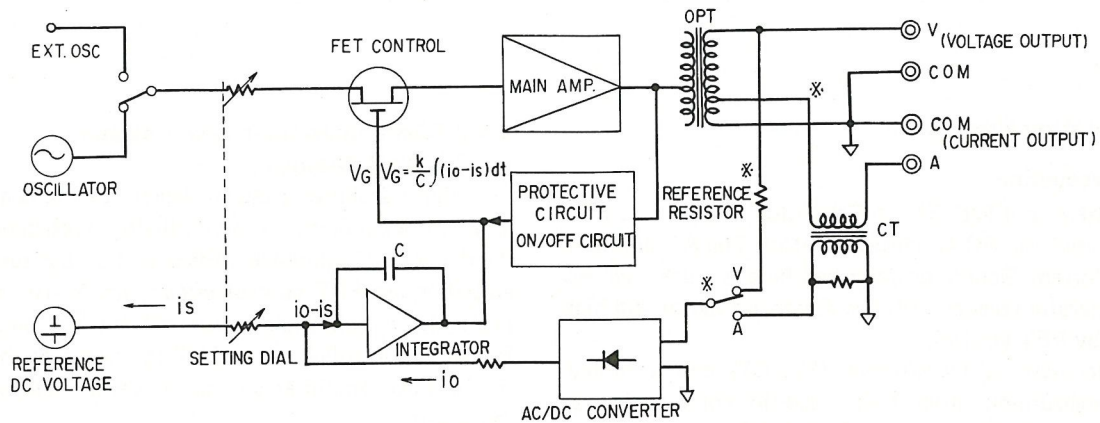 OPT
EXT. OSC
FET CONTROL
MAIN AMP.
V (VOLTAGE OUTPUT)
COM
COM (CURRENT OUTPUT)
A
※
OSCILLATOR
VG VG=k/C∫(io-is)dt
PROTECTIVE
CIRCUIT
ON/OFF CIRCUIT
※
REFERENCE
RESISTOR
CT
C
※
V
A
is
io-is
INTEGRATOR
SETTING DIAL
REFERENCE
DC VOLTAGE
io
AC/DC CONVERTER